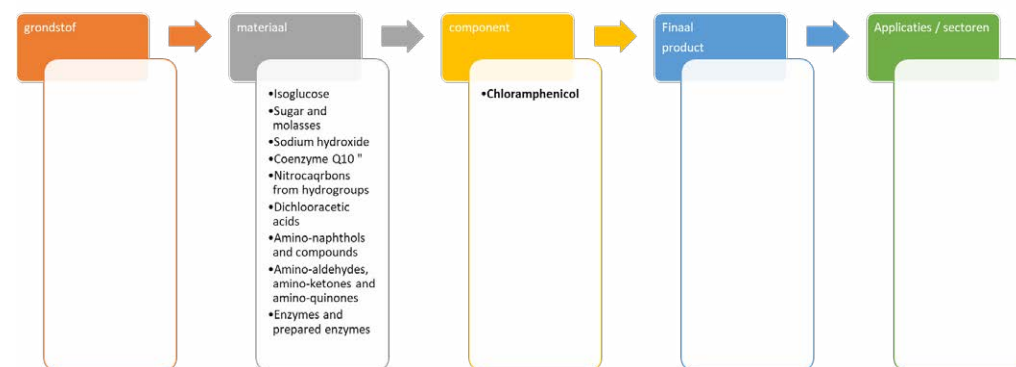 grondstof
materiaal
component
Finaal
product
Applicaties / sectoren
•Isoglucose
•Sugar and
molasses
•Sodium hydroxide
•Coenzyme Q10 "
•Nitrocaqrbons
from hydrogroups
•Dichlooracetic
acids
•Amino-naphthols
and compounds
•Amino-aldehydes,
amino-ketones and
amino-quinones
•Enzymes and
prepared enzymes
•Chloramphenicol